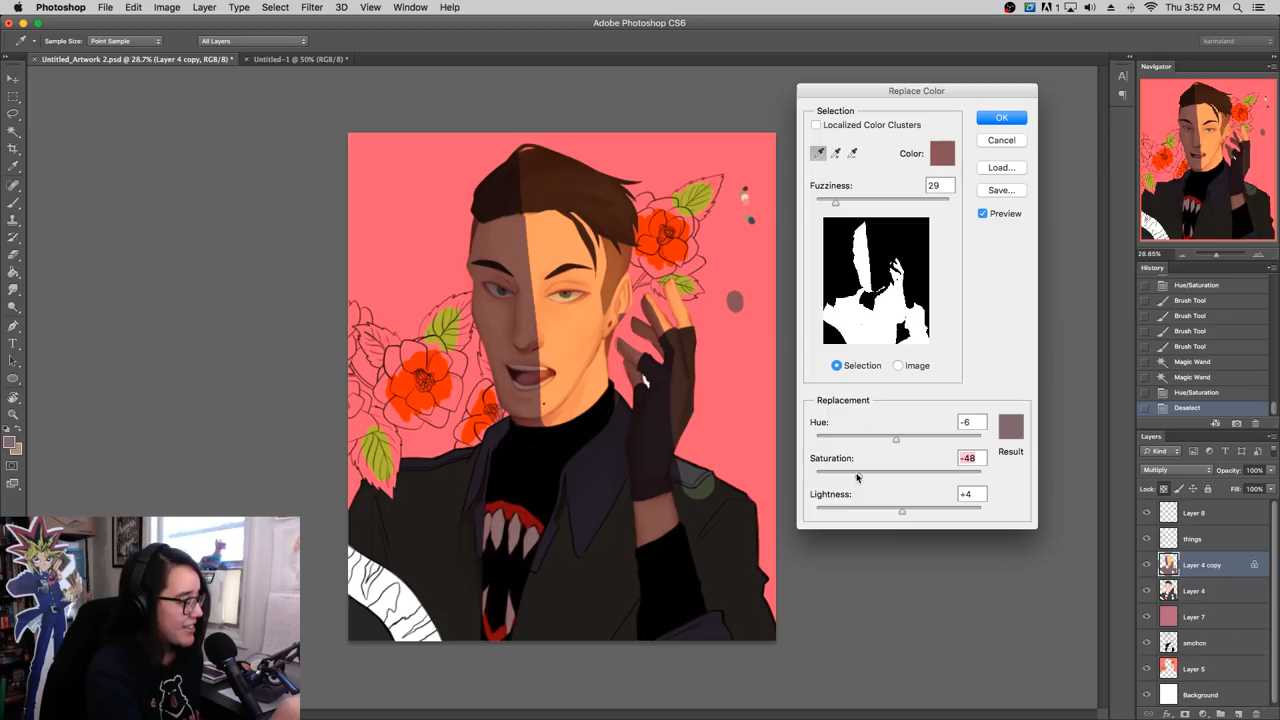 Photoshop File Edit Image Layer Type Select Filter 3D View Window Help 1 Thu 3:52 PM
Adobe Photoshop CS6
Sample Size: Point Sample All Layers karinsland
Untitled_Artwork 2.psd @ 28.7% (Layer 4 copy, RGB/8) * Untitled-1 @ 50% (RGB/8) *
Replace Color
Selection
Localized Color Clusters
Color:
Fuzziness: 29
Selection Image
Replacement
Hue: -6
Saturation: -48
Result
Lightness: +4
OK
Cancel
Load...
Save...
Preview
Navigator
28.65%
History
Hue/Saturation
Brush Tool
Brush Tool
Brush Tool
Brush Tool
Magic Wand
Magic Wand
Hue/Saturation
Deselect
Layers
Kind
Multiply Opacity: 100%
Lock: Fill: 100%
Layer 8
things
Layer 4 copy
Layer 4
Layer 7
smchcn
Layer 5
Background